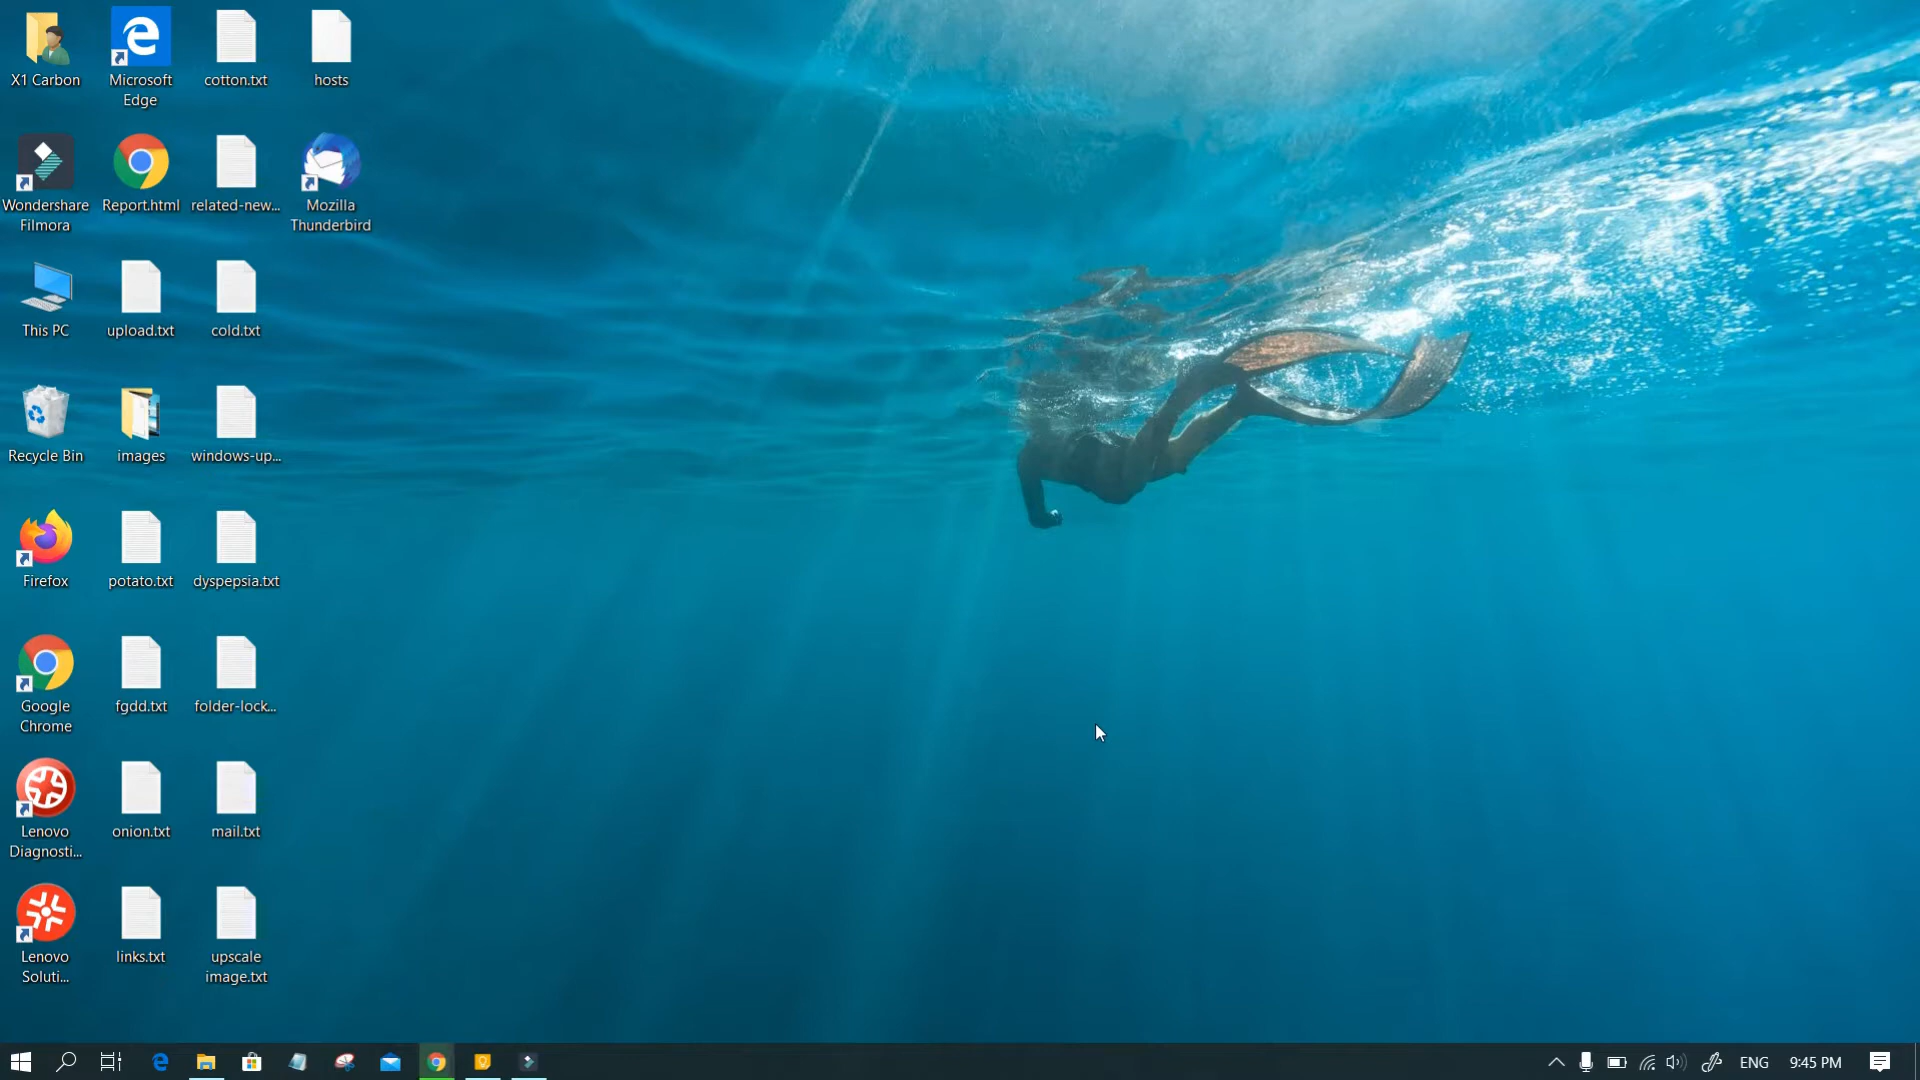 X1 Carbon
Microsoft
Edge
cotton.txt
hosts
Wondershare
Filmora
Report.html
related-new...
Mozilla
Thunderbird
This PC
upload.txt
cold.txt
Recycle Bin
images
windows-up...
Firefox
potato.txt
dyspepsia.txt
Google
Chrome
fgdd.txt
folder-lock...
Lenovo
Diagnosti...
onion.txt
mail.txt
Lenovo
Soluti...
links.txt
upscale
image.txt
ENG
9:45 PM